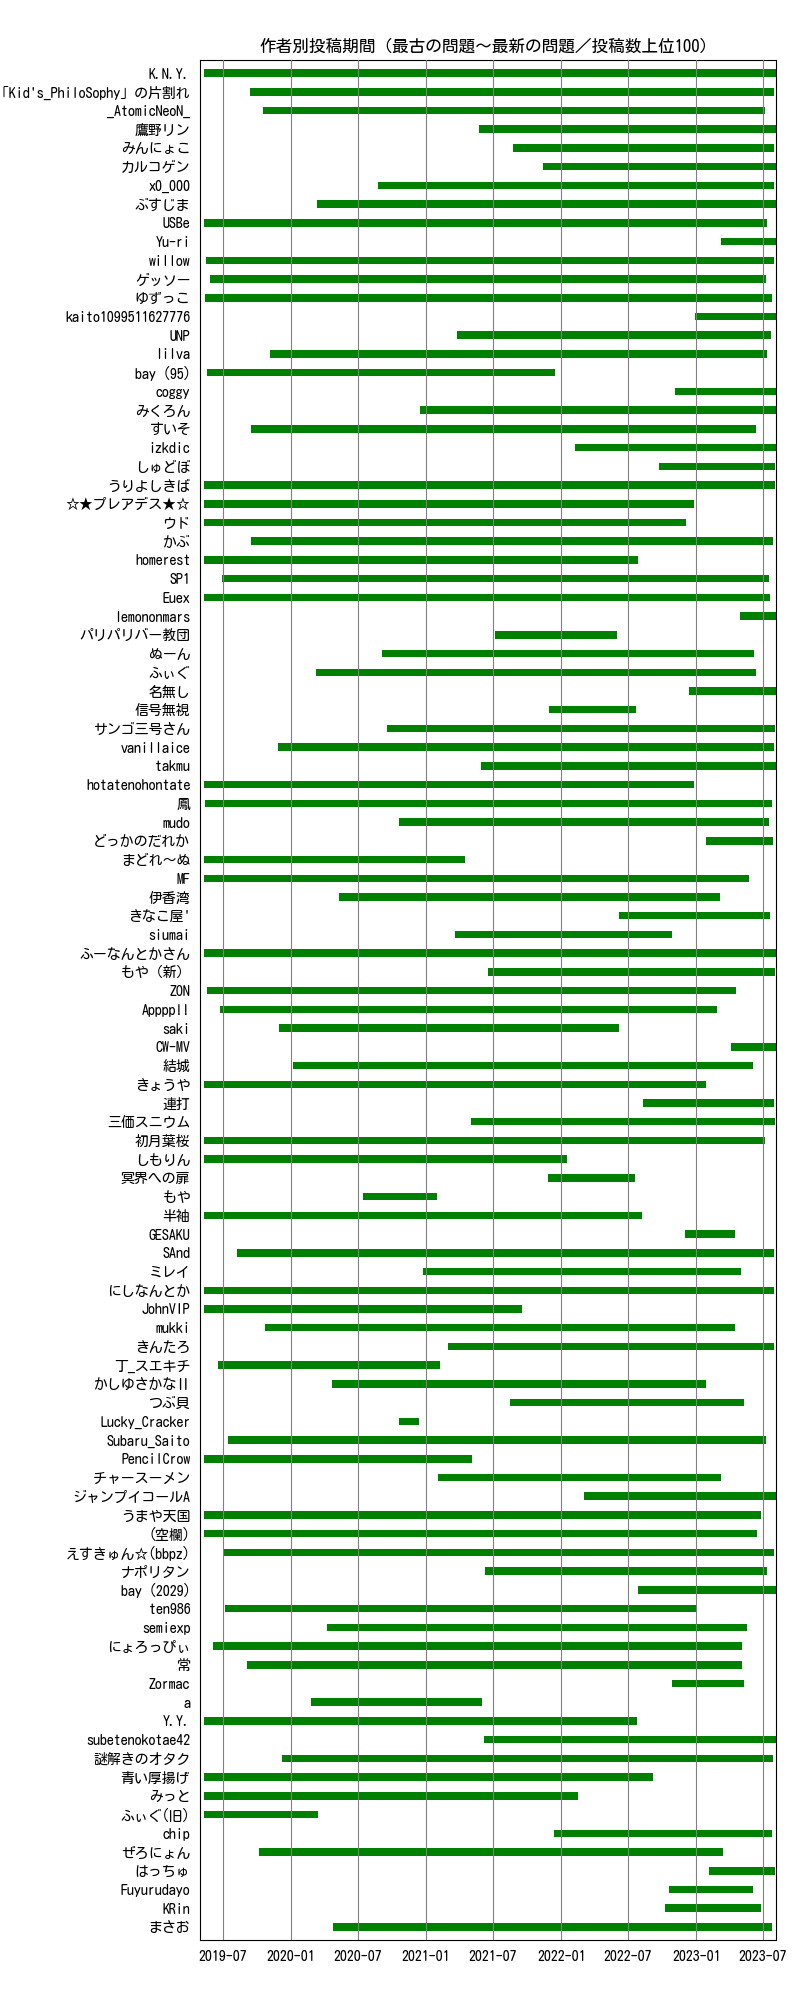 作者別投稿期間（最古の問題～最新の問題／投稿数上位100）
K.N.Y.
「Kid's_PhiloSophy」の片割れ
_AtomicNeoN_
鷹野リン
みんにょこ
カルコゲン
x0_000
ぶすじま
USBe
Yu-ri
willow
ゲッソー
ゆずっこ
kaito1099511627776
UNP
lilva
bay (95)
coggy
みくろん
すいそ
izkdic
しゅどぼ
うりよしきば
☆★プレアデス★☆
ウド
かぶ
homerest
SP1
Euex
lemononmars
パリパリバー教団
ぬーん
ふぃぐ
名無し
信号無視
サンゴ三号さん
vanillaice
takmu
hotatenohontate
鳳
mudo
どっかのだれか
まどれ～ぬ
MF
伊香湾
きなこ屋'
siumai
ふーなんとかさん
もや（新）
ZON
AppppII
saki
CW-MV
結城
きょうや
連打
三価スニウム
初月葉桜
しもりん
冥界への扉
もや
半袖
GESAKU
SAnd
ミレイ
にしなんとか
JohnVIP
mukki
きんたろ
丁_スエキチ
かしゆさかなⅡ
つぶ貝
Lucky_Cracker
Subaru_Saito
PencilCrow
チャースーメン
ジャンプイコールA
うまや天国
(空欄)
えすきゅん☆(bbpz)
ナポリタン
bay (2029)
ten986
semiexp
にょろっぴぃ
常
Zormac
a
Y.Y.
subetenokotae42
謎解きのオタク
青い厚揚げ
みっと
ふぃぐ(旧)
chip
ぜろにょん
はっちゅ
Fuyurudayo
KRin
まさお
2019-07 2020-01 2020-07 2021-01 2021-07 2022-01 2022-07 2023-01 2023-07